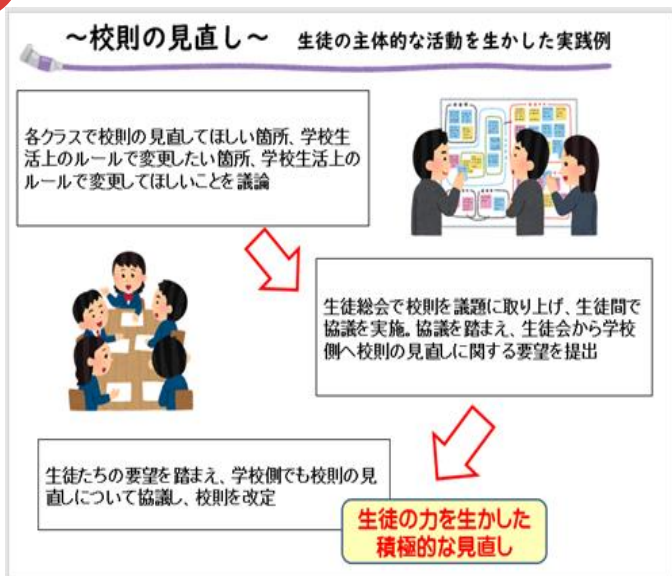 ～校則の見直し～ 生徒の主体的な活動を生かした実践例
各クラスで校則の見直してほしい箇所、学校生
活上のルールで変更したい箇所、学校生活上の
ルールで変更してほしいことを議論
生徒総会で校則を議題に取り上げ、生徒間で
協議を実施。協議を踏まえ、生徒会から学校
側へ校則の見直しに関する要望を提出
生徒たちの要望を踏まえ、学校側でも校則の見
直しについて協議し、校則を改定
生徒の力を生かした
積極的な見直し